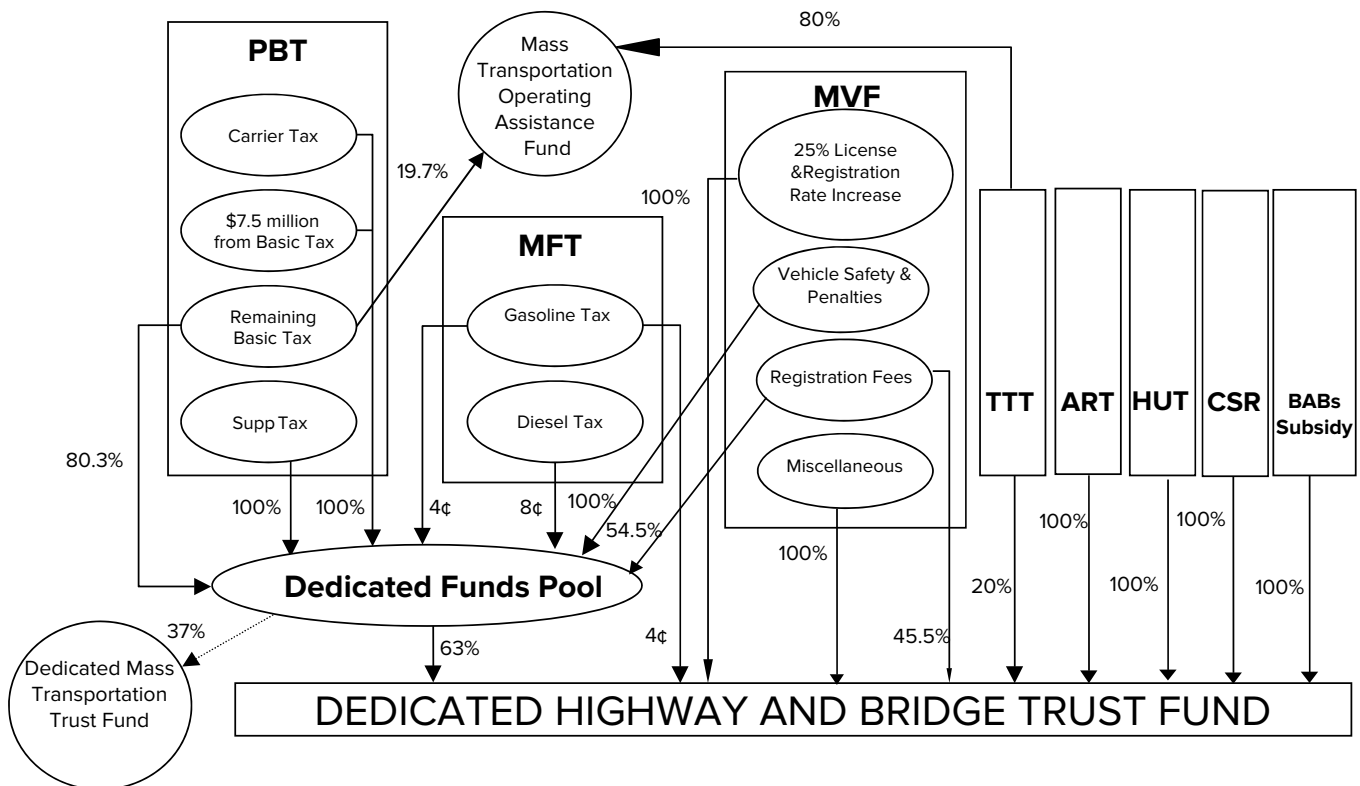 80%
PBT
Mass
Transportation
Operating
Assistance
Fund
MVF
Carrier Tax
25% License
&Registration
Rate Increase
19.7%
100%
$7.5 million
from Basic Tax
MFT
Vehicle Safety &
Penalties
Remaining
Basic Tax
Gasoline Tax
Registration Fees
TTT
ART
HUT
CSR
BABs
Subsidy
Supp Tax
Diesel Tax
Miscellaneous
80.3%
100%
100%
4¢
8¢
100%
54.5%
100%
20%
100%
100%
100%
100%
Dedicated Funds Pool
37%
63%
4¢
45.5%
Dedicated Mass
Transportation
Trust Fund
DEDICATED HIGHWAY AND BRIDGE TRUST FUND